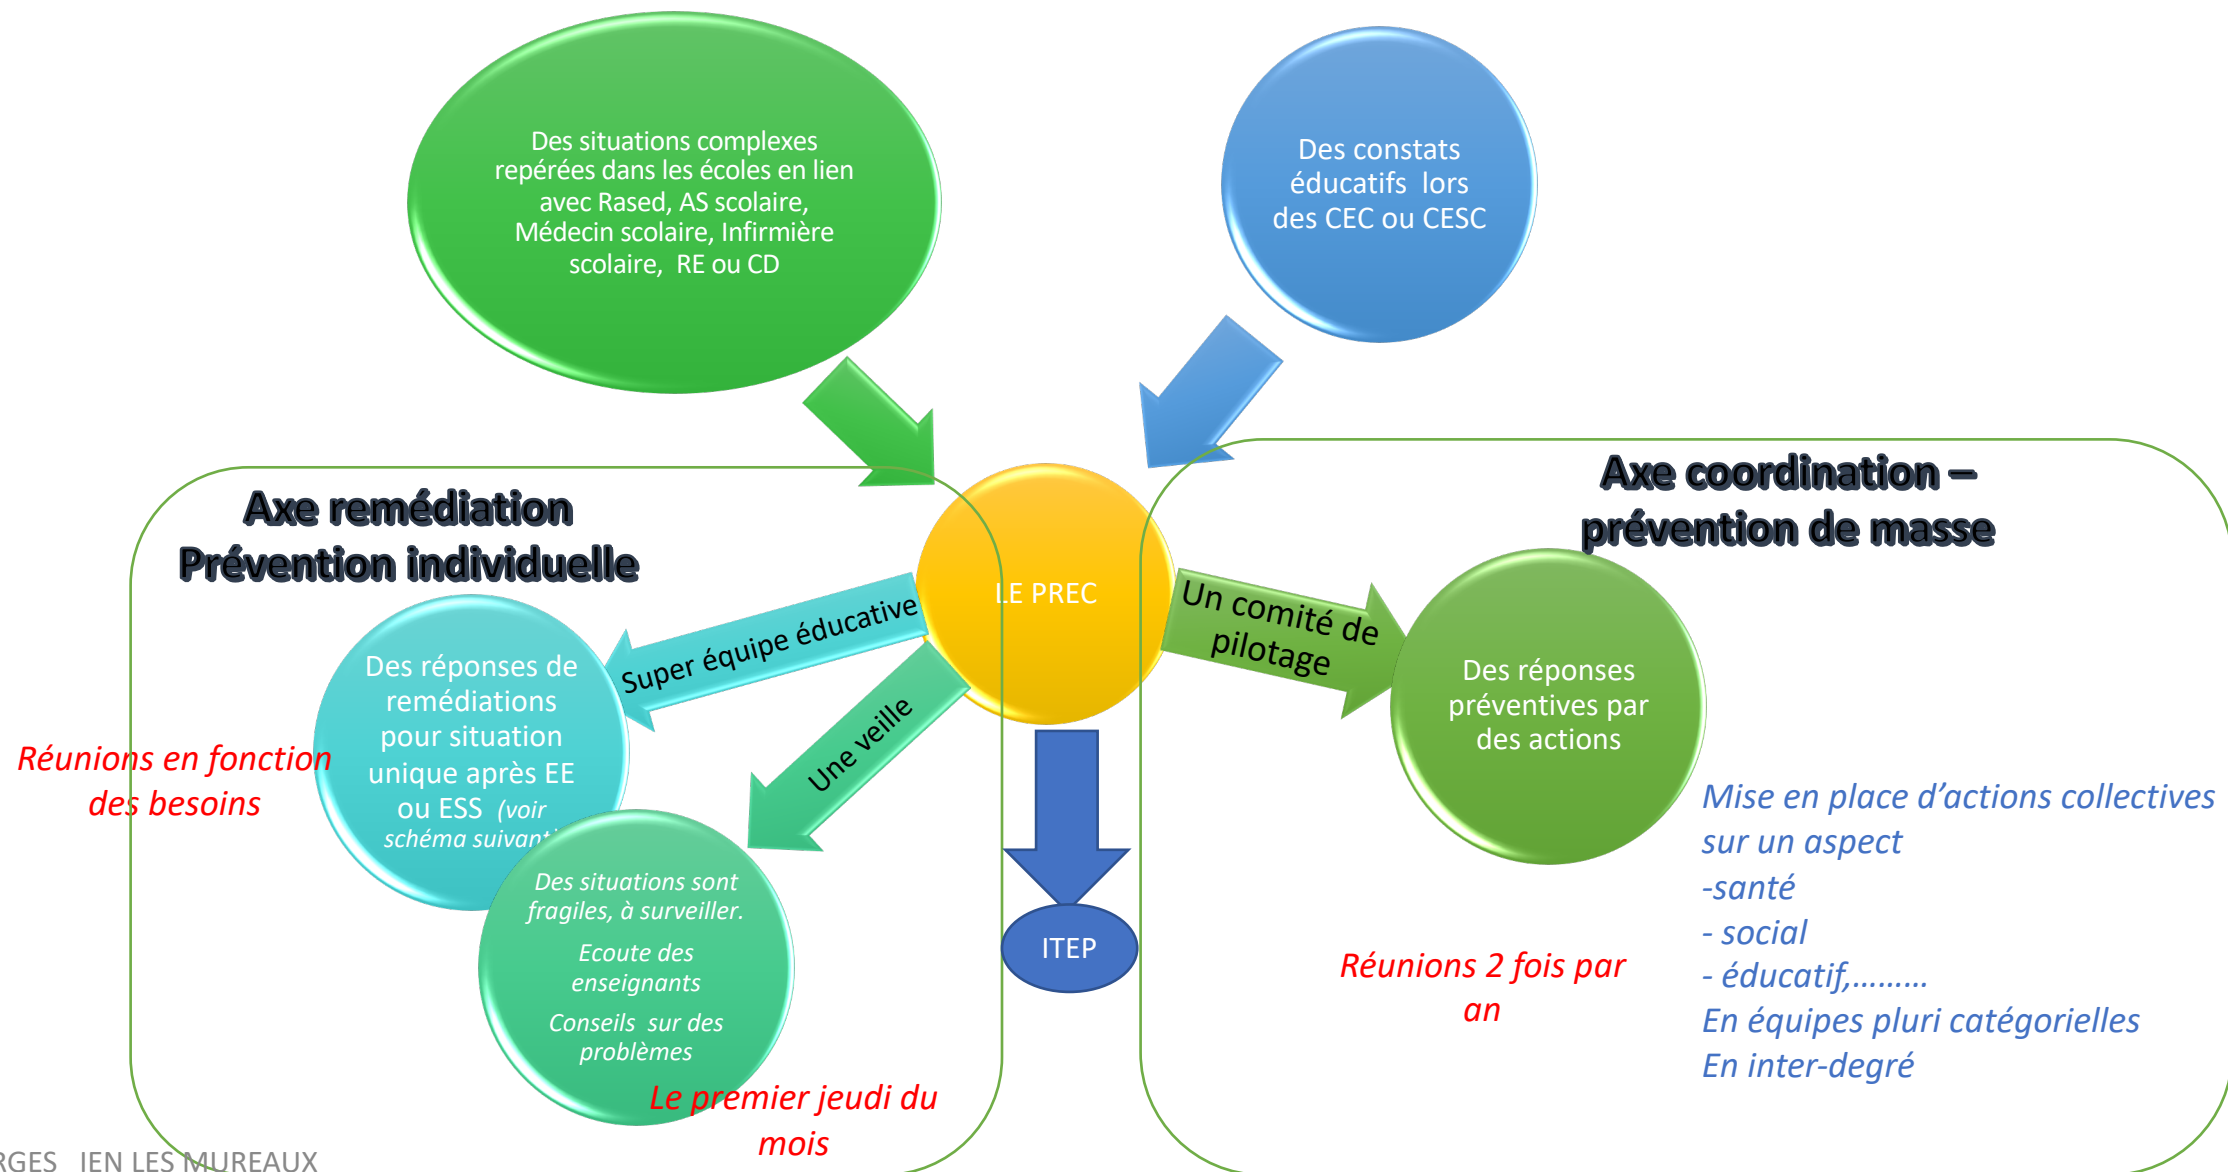 Des situations complexes
repérées dans les écoles en lien
avec Rased, AS scolaire,
Médecin scolaire, Infirmière
scolaire, RE ou CD
Des constats
éducatifs lors
des CEC ou CESC
Axe remédiation
Prévention individuelle
Axe coordination –
prévention de masse
LE PREC
Super équipe éducative
Une veille
Un comité de
pilotage
Des réponses de
remédiations
pour situation
unique après EE
ou ESS (voir
schéma suivant)
Réunions en fonction
des besoins
Des situations sont
fragiles, à surveiller.
Ecoute des
enseignants
Conseils sur des
problèmes
Le premier jeudi du
mois
ITEP
Des réponses
préventives par
des actions
Réunions 2 fois par
an
Mise en place d’actions collectives
sur un aspect
-santé
- social
- éducatif,………
En équipes pluri catégorielles
En inter-degré
IEN LES MUREAUX